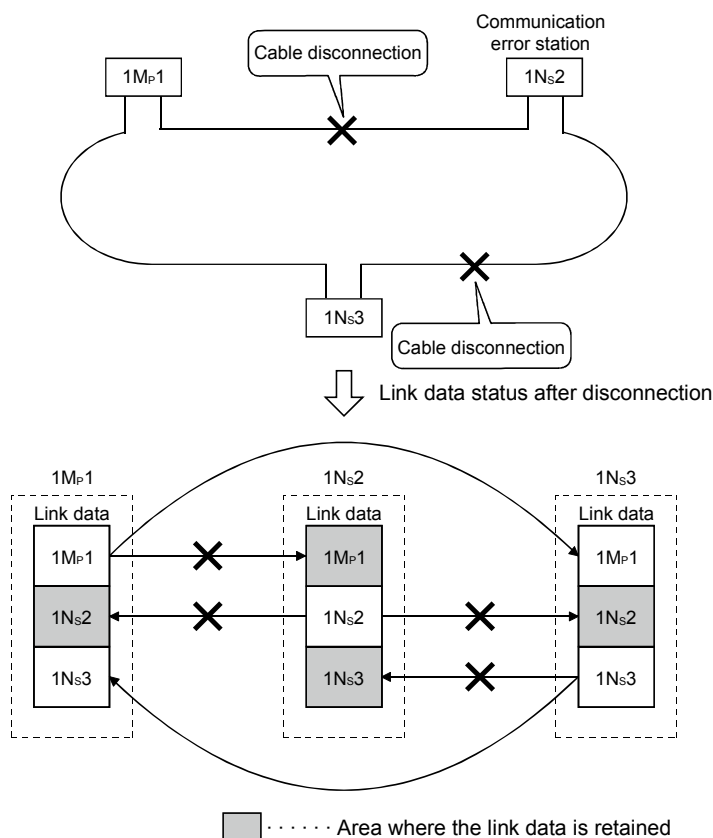 Communication
error station
Cable disconnection
1MP1
1NS2
1NS3
Cable disconnection
Link data status after disconnection
1MP1
1NS2
1NS3
Link data
Link data
Link data
1MP1
1MP1
1MP1
1NS2
1NS2
1NS2
1NS3
1NS3
1NS3
· · · · · · Area where the link data is retained